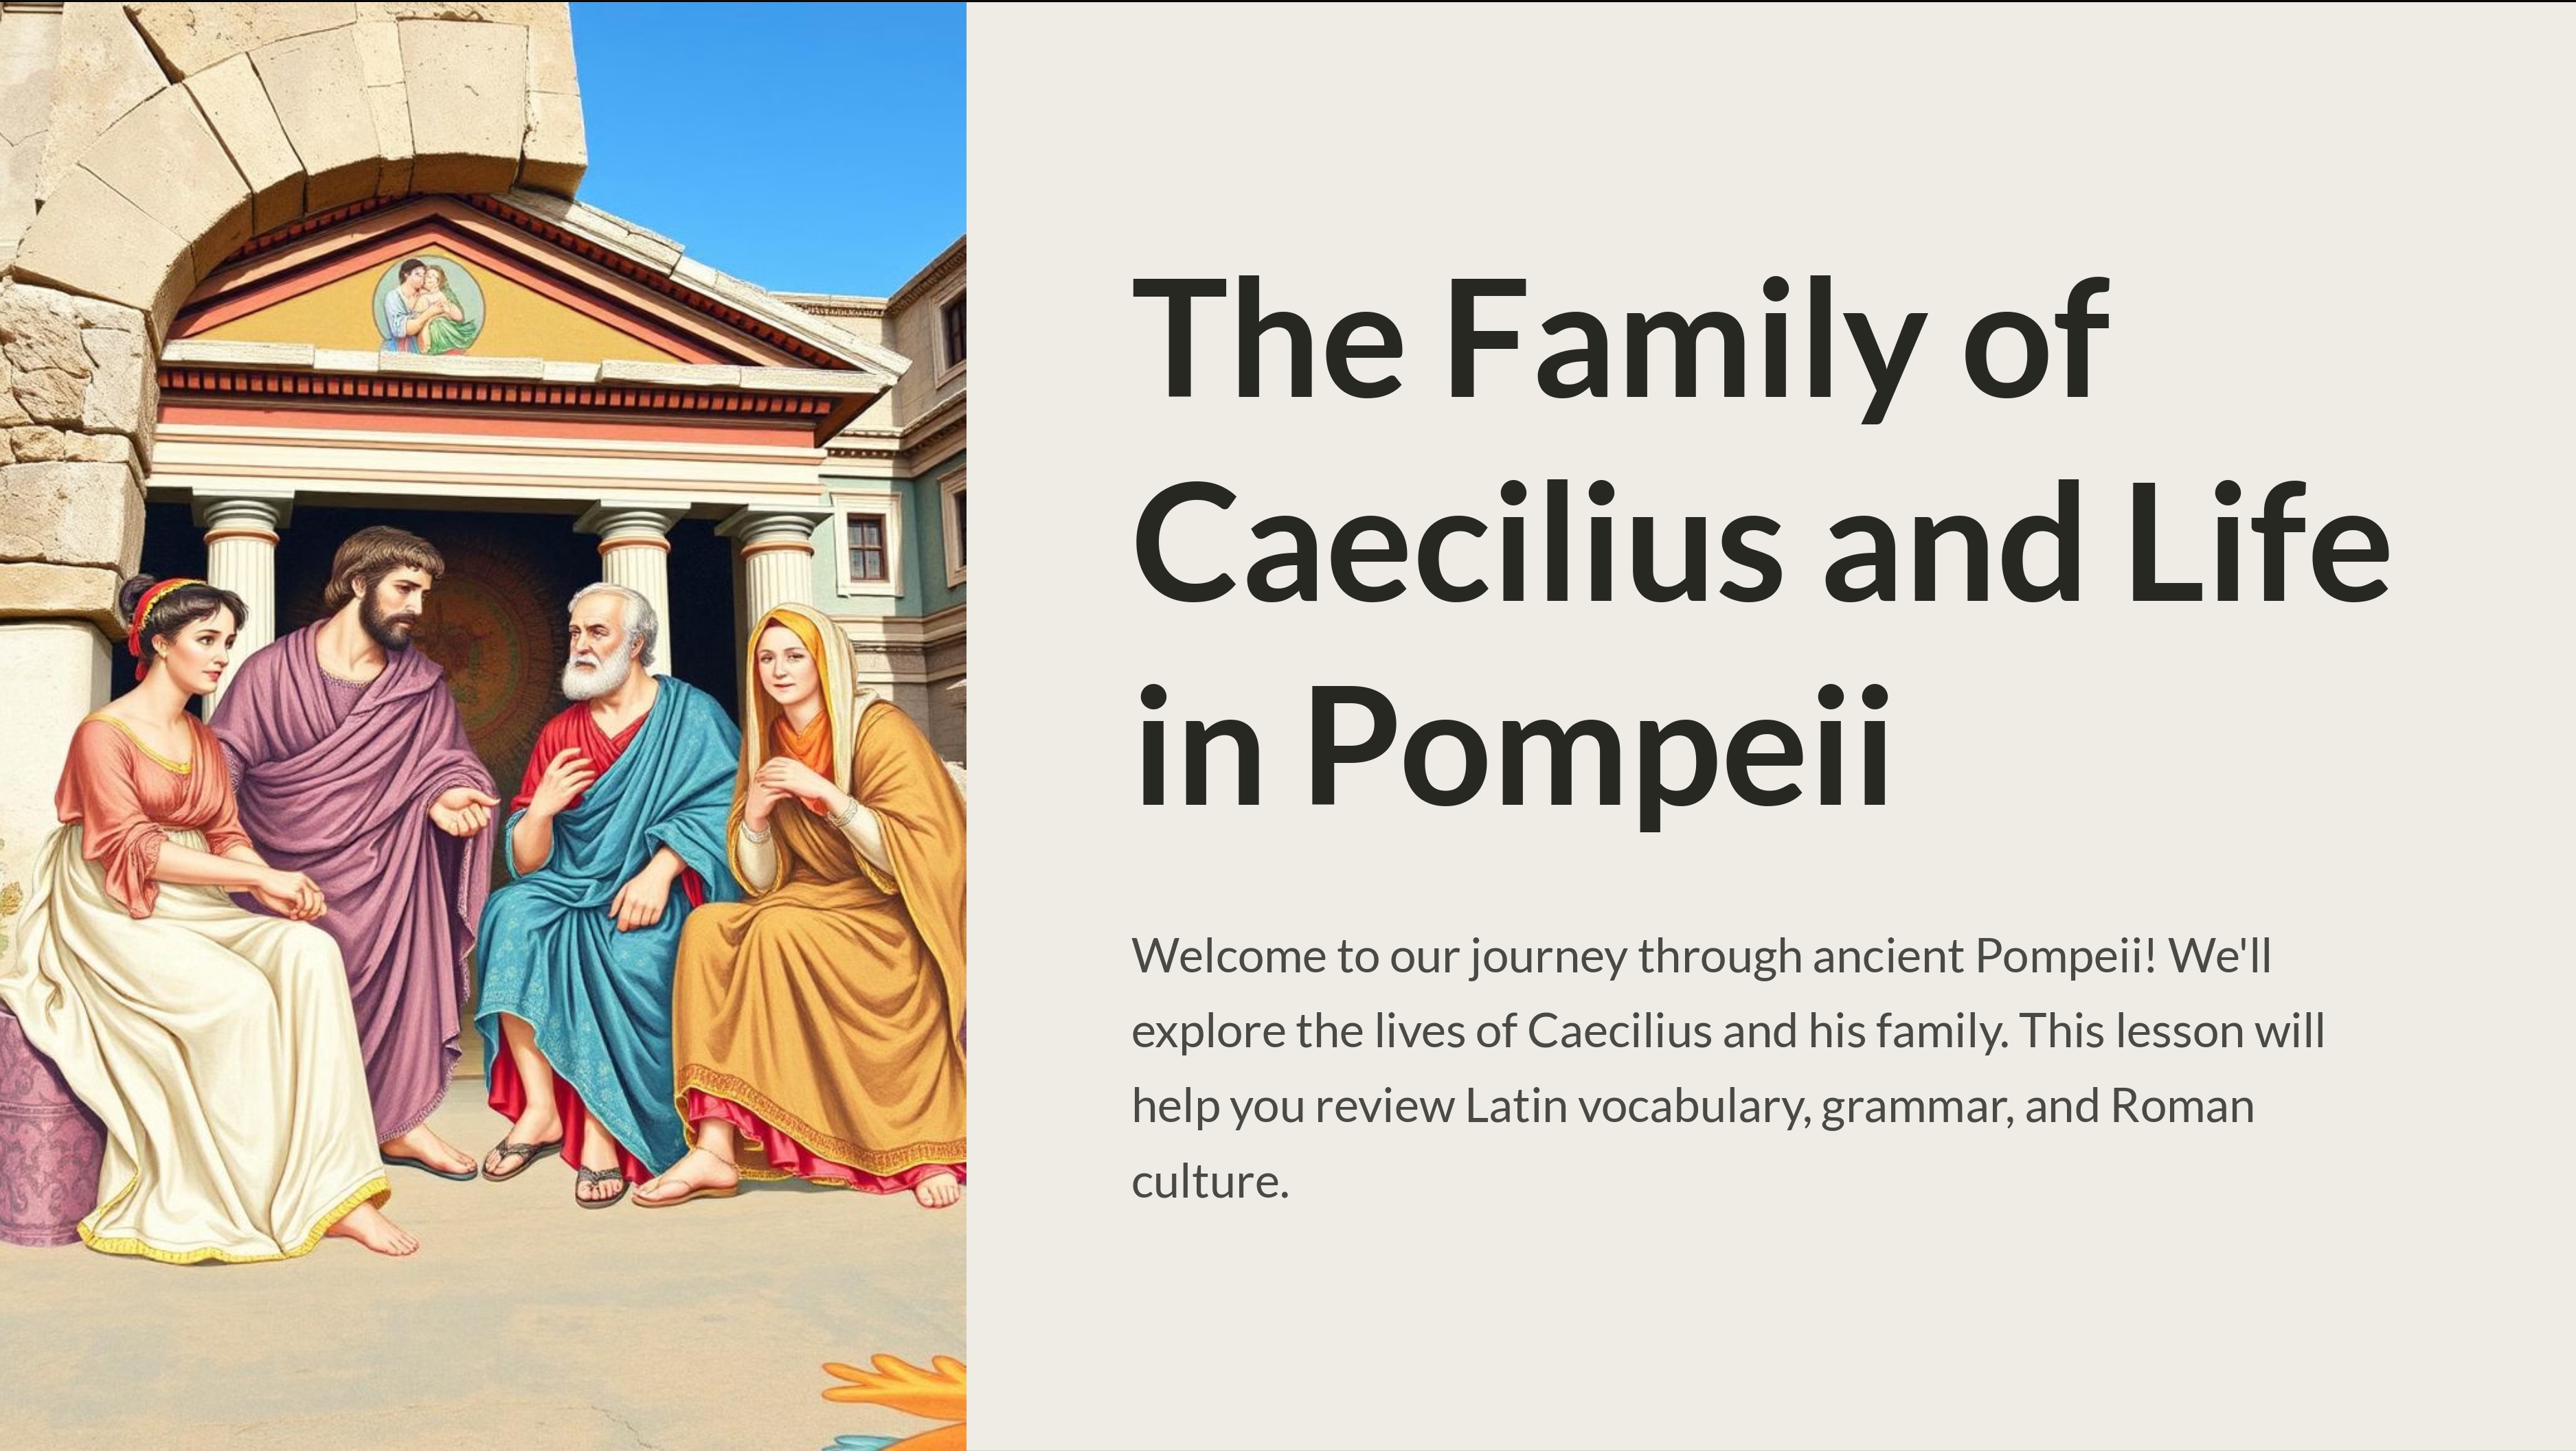 The Family of
Caecilius and Life
in Pompeii
Welcome to our journey through ancient Pompeii! We'll
explore the lives of Caecilius and his family. This lesson will
help you review Latin vocabulary, grammar, and Roman
culture.